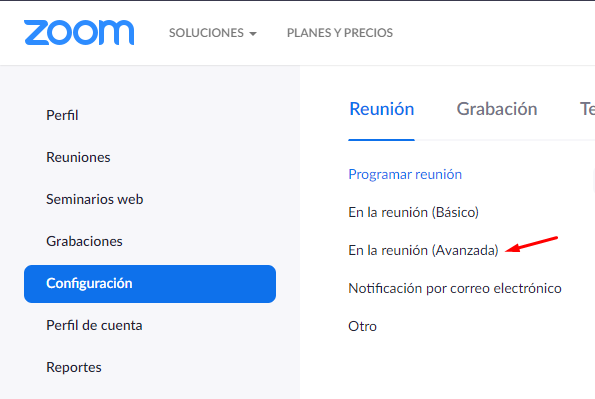 zoom SOLUCIONES PLANES Y PRECIOS
Perfil
Reuniones
Seminarios web
Grabaciones
Configuración
Perfil de cuenta
Reportes
Reunión Grabación Te
Programar reunión
En la reunión (Básico)
En la reunión (Avanzada)
Notificación por correo electrónico
Otro